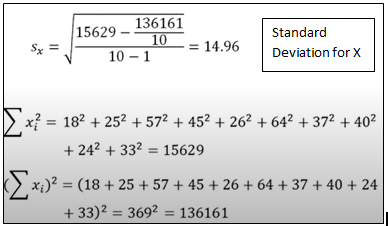 s_x = √((15629 − 136161/10)/(10 − 1)) = 14.96
Standard
Deviation for X
∑ x_i² = 18² + 25² + 57² + 45² + 26² + 64² + 37² + 40²
+ 24² + 33² = 15629
(∑ x_i)² = (18 + 25 + 57 + 45 + 26 + 64 + 37 + 40 + 24
+ 33)² = 369² = 136161